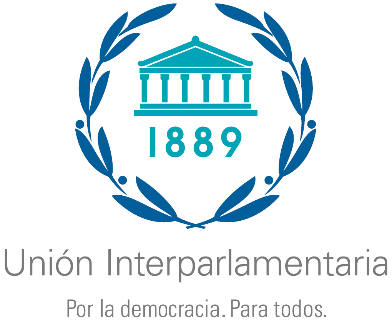 1889
Unión Interparlamentaria
Por la democracia. Para todos.